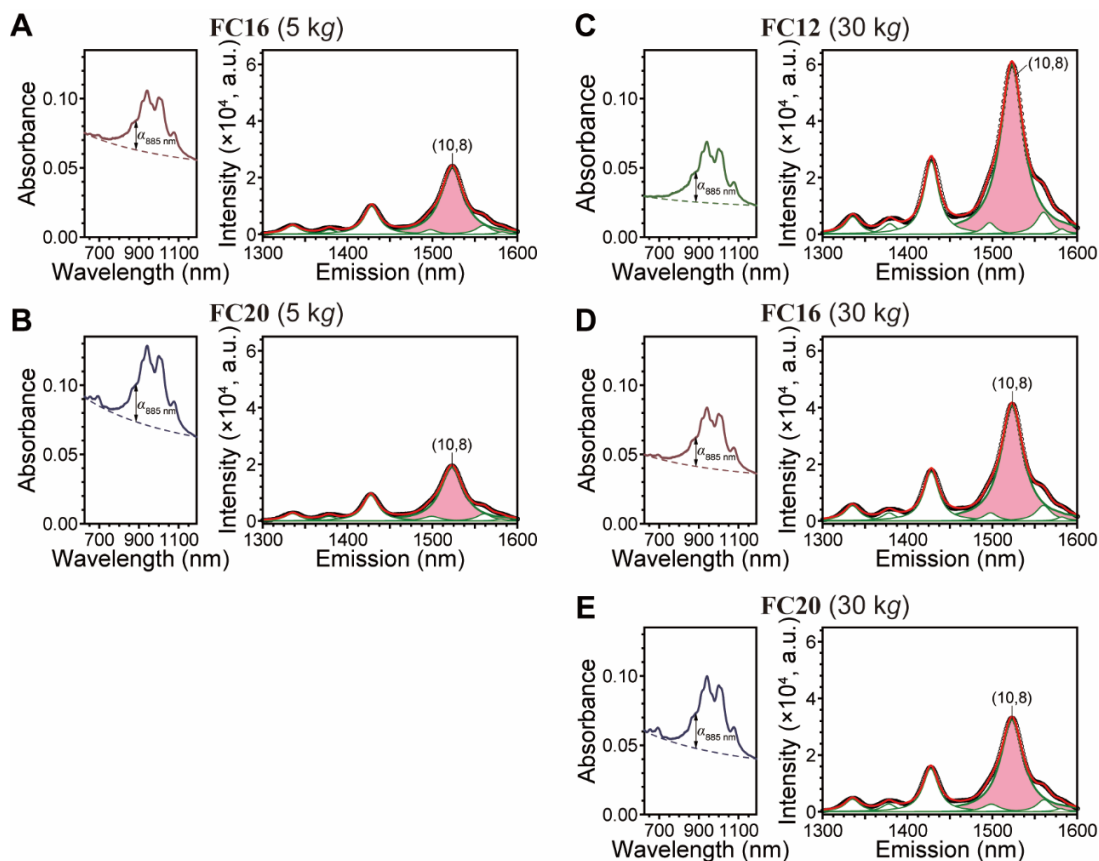 A
FC16 (5 kg)
Absorbance
0.10
0.05
0.00
α885 nm
700 900 1100
Wavelength (nm)
Intensity (×10⁴, a.u.)
6
4
2
0
(10,8)
1300 1400 1500 1600
Emission (nm)
B
FC20 (5 kg)
Absorbance
0.10
0.05
0.00
α885 nm
700 900 1100
Wavelength (nm)
Intensity (×10⁴, a.u.)
6
4
2
0
(10,8)
1300 1400 1500 1600
Emission (nm)
C
FC12 (30 kg)
Absorbance
0.10
0.05
0.00
α885 nm
700 900 1100
Wavelength (nm)
Intensity (×10⁴, a.u.)
6
4
2
0
(10,8)
1300 1400 1500 1600
Emission (nm)
D
FC16 (30 kg)
Absorbance
0.10
0.05
0.00
α885 nm
700 900 1100
Wavelength (nm)
Intensity (×10⁴, a.u.)
6
4
2
0
(10,8)
1300 1400 1500 1600
Emission (nm)
E
FC20 (30 kg)
Absorbance
0.10
0.05
0.00
α885 nm
700 900 1100
Wavelength (nm)
Intensity (×10⁴, a.u.)
6
4
2
0
(10,8)
1300 1400 1500 1600
Emission (nm)